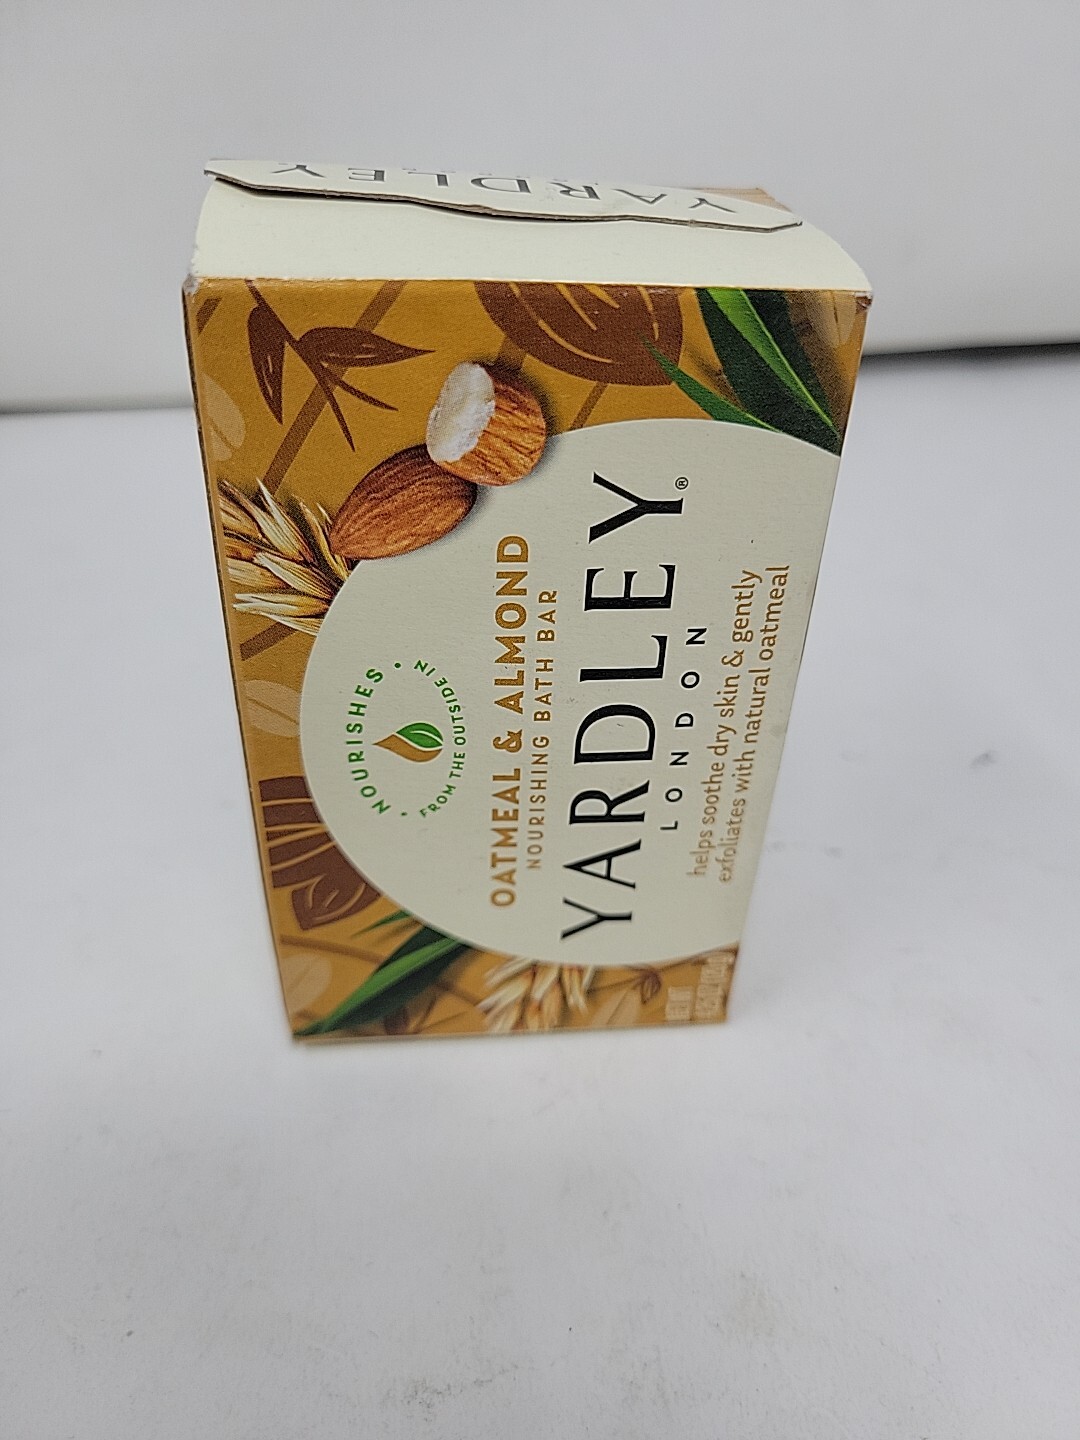 YARDLEY
NOURISHES
FROM THE OUTSIDE IN
OATMEAL & ALMOND
NOURISHING BATH BAR
YARDLEY®
LONDON
helps soothe dry skin & gently
exfoliates with natural oatmeal